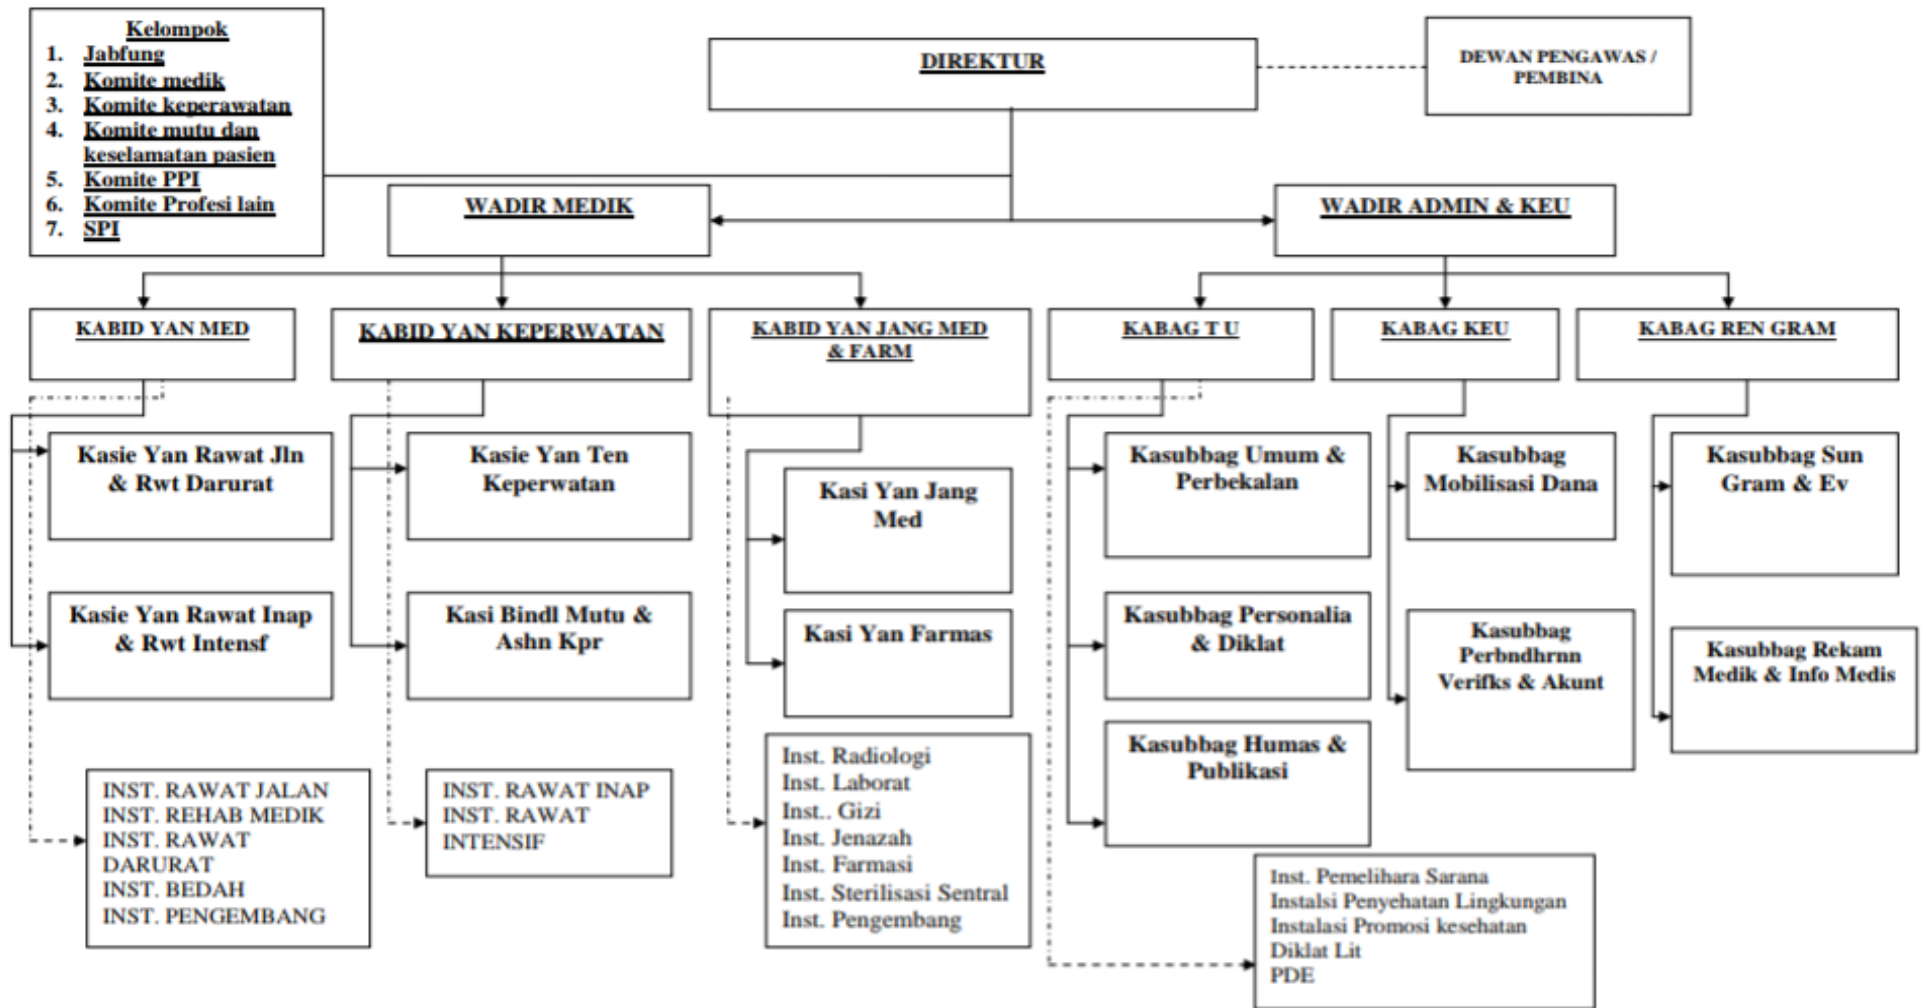 Kelompok
1. Jabfung
2. Komite medik
3. Komite keperawatan
4. Komite mutu dan
keselamatan pasien
5. Komite PPI
6. Komite Profesi lain
7. SPI
DIREKTUR
DEWAN PENGAWAS /
PEMBINA
WADIR MEDIK
WADIR ADMIN & KEU
KABID YAN MED
KABID YAN KEPERWATAN
KABID YAN JANG MED
& FARM
KABAG T U
KABAG KEU
KABAG REN GRAM
Kasie Yan Rawat Jln
& Rwt Darurat
Kasie Yan Ten
Keperwatan
Kasi Yan Jang
Med
Kasubbag Umum &
Perbekalan
Kasubbag
Mobilisasi Dana
Kasubbag Sun
Gram & Ev
Kasie Yan Rawat Inap
& Rwt Intensf
Kasi Bindl Mutu &
Ashn Kpr
Kasi Yan Farmas
Kasubbag Personalia
& Diklat
Kasubbag
Perbndhrnn
Verifks & Akunt
Kasubbag Rekam
Medik & Info Medis
Kasubbag Humas &
Publikasi
INST. RAWAT JALAN
INST. REHAB MEDIK
INST. RAWAT
DARURAT
INST. BEDAH
INST. PENGEMBANG
INST. RAWAT INAP
INST. RAWAT
INTENSIF
Inst. Radiologi
Inst. Laborat
Inst.. Gizi
Inst. Jenazah
Inst. Farmasi
Inst. Sterilisasi Sentral
Inst. Pengembang
Inst. Pemelihara Sarana
Instalsi Penyehatan Lingkungan
Instalasi Promosi kesehatan
Diklat Lit
PDE